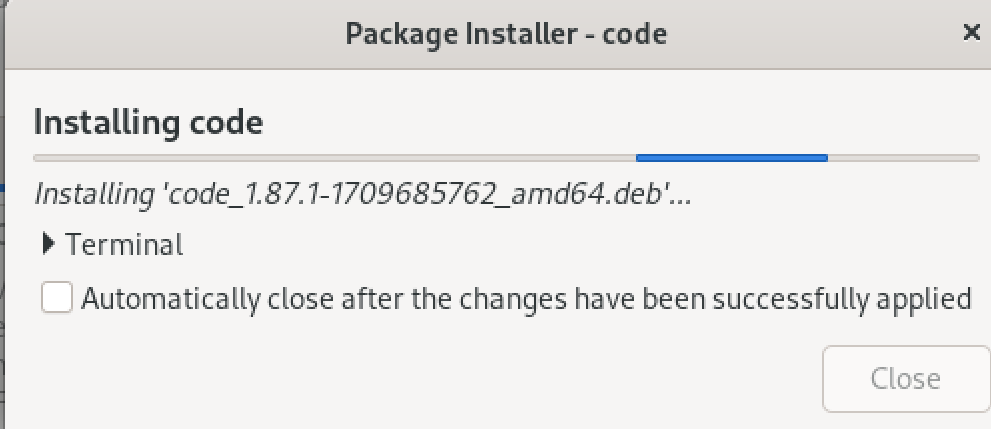 Package Installer - code
Installing code
Installing 'code_1.87.1-1709685762_amd64.deb'...
Terminal
Automatically close after the changes have been successfully applied
Close